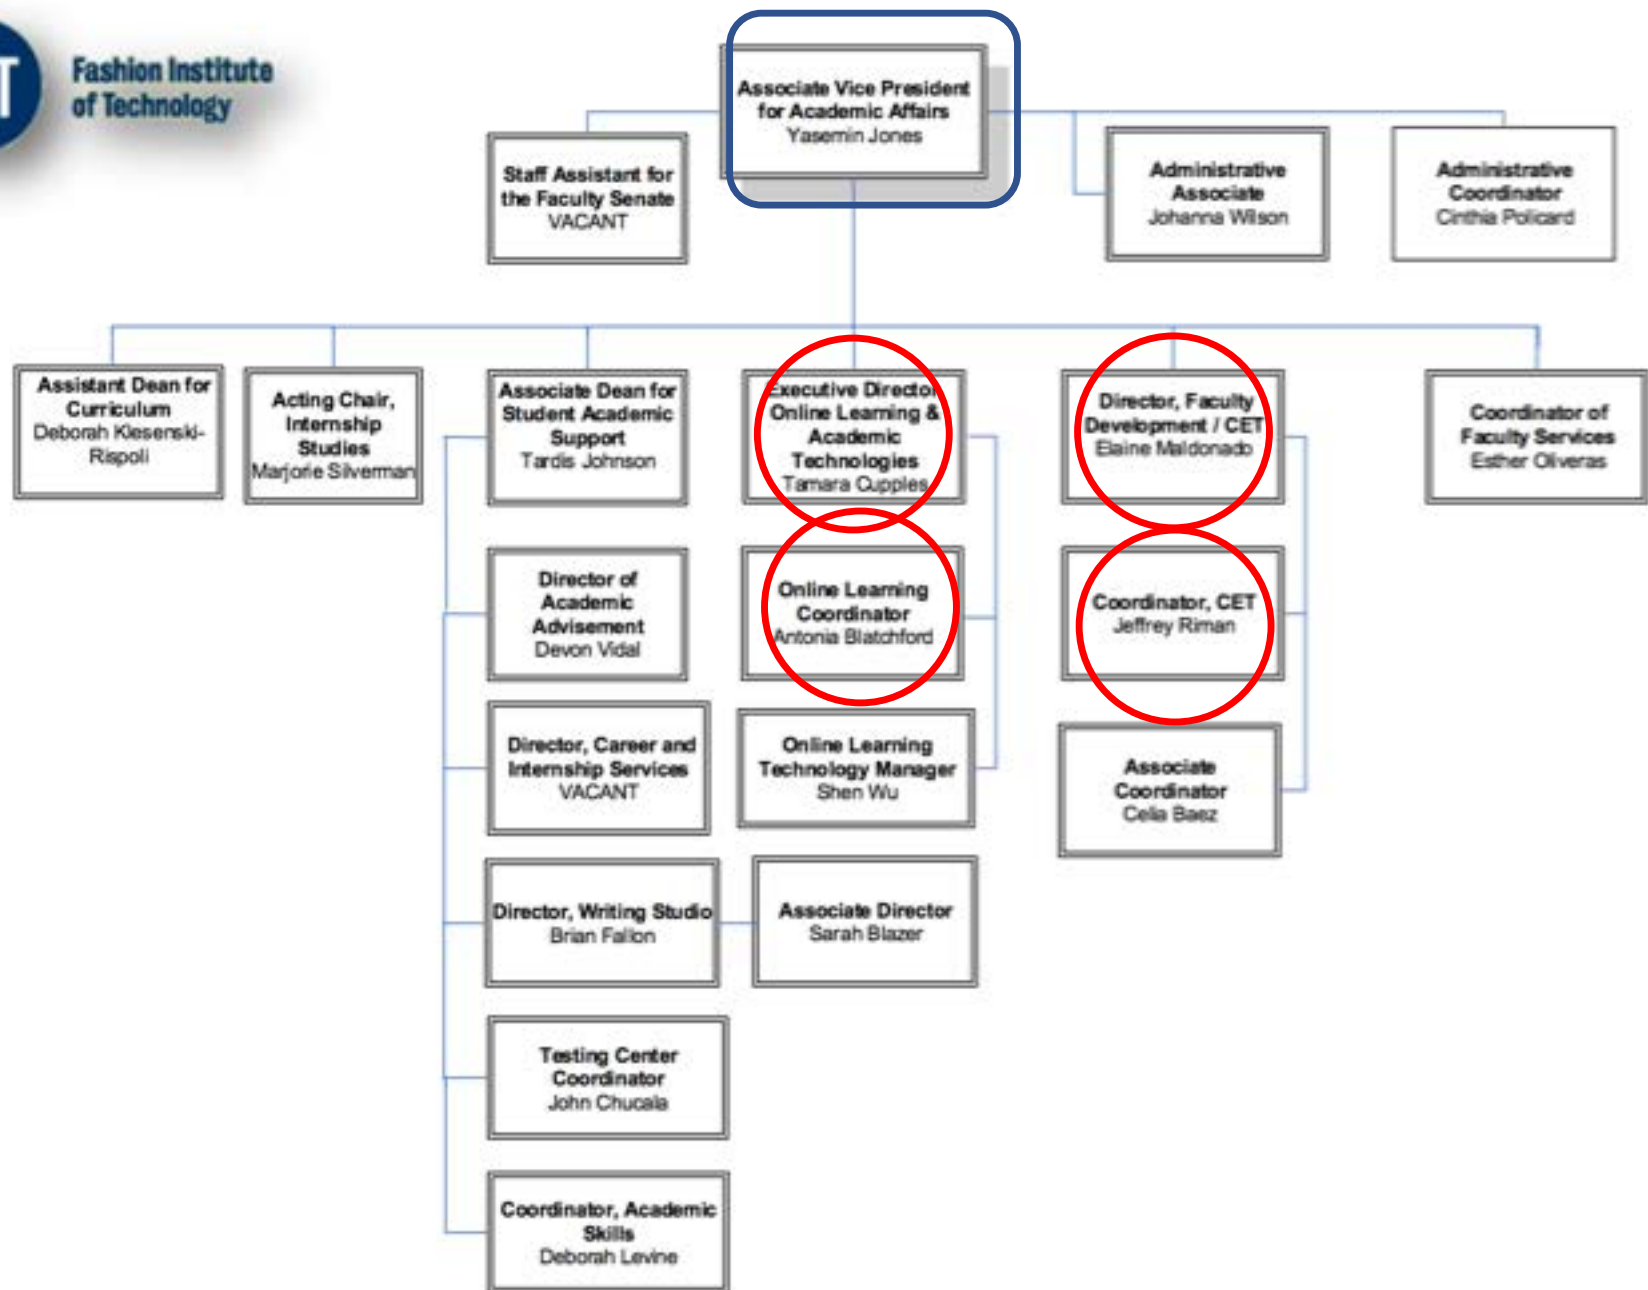 T
Fashion Institute
of Technology
Associate Vice President
for Academic Affairs
Yasemin Jones
Staff Assistant for
the Faculty Senate
VACANT
Administrative
Associate
Johanna Wilson
Administrative
Coordinator
Cinthia Policard
Assistant Dean for
Curriculum
Deborah Klesenski-
Rispoli
Acting Chair,
Internship
Studies
Marjorie Silverman
Associate Dean for
Student Academic
Support
Tardis Johnson
Executive Director
Online Learning &
Academic
Technologies
Tamara Cupples
Director, Faculty
Development / CET
Elaine Maldonado
Coordinator of
Faculty Services
Esther Oliveras
Director of
Academic
Advisement
Devon Vidal
Online Learning
Coordinator
Antonia Blatchford
Coordinator, CET
Jeffrey Riman
Director, Career and
Internship Services
VACANT
Online Learning
Technology Manager
Shen Wu
Associate
Coordinator
Celia Baez
Director, Writing Studio
Brian Fallon
Associate Director
Sarah Blazer
Testing Center
Coordinator
John Chucala
Coordinator, Academic
Skills
Deborah Levine